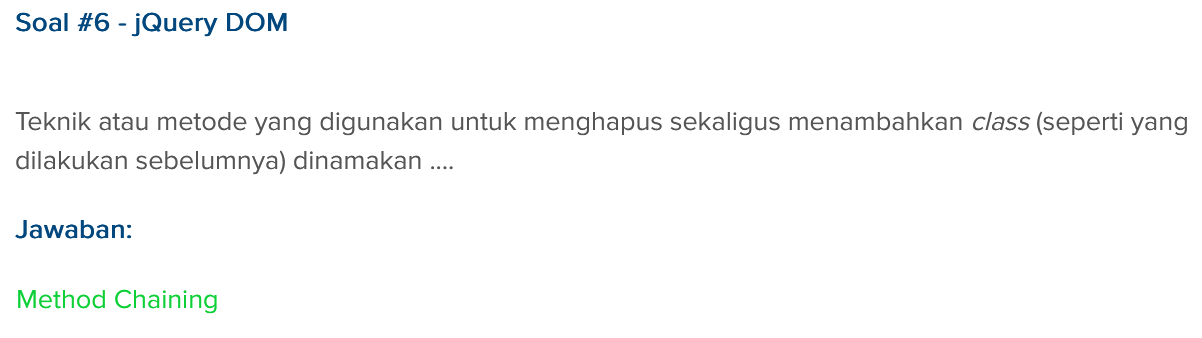 Soal #6 - jQuery DOM
Teknik atau metode yang digunakan untuk menghapus sekaligus menambahkan class (seperti yang
dilakukan sebelumnya) dinamakan ....
Jawaban:
Method Chaining